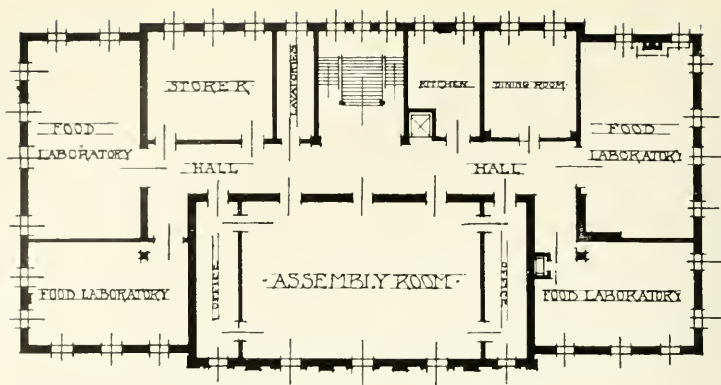 STORE R.
LAVATORIES
KITCHEN
DINING ROOM
FOOD
LABORATORY
FOOD
LABORATORY
HALL
HALL
OFFICE
ASSEMBLY ROOM
OFFICE
FOOD LABORATORY
FOOD LABORATORY